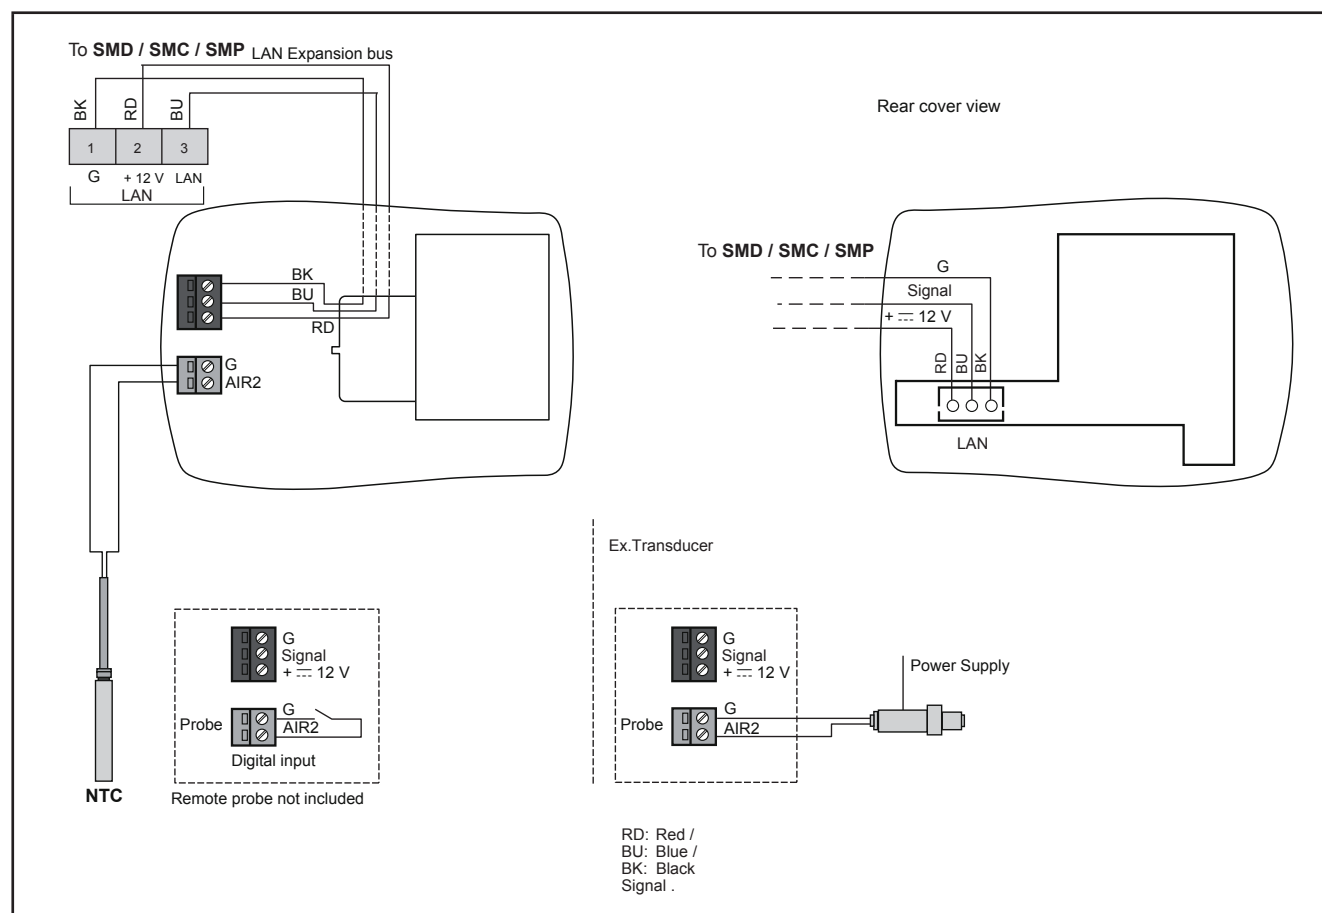 To SMD / SMC / SMP LAN Expansion bus
BK
RD
BU
1 2 3
G + 12 V LAN
LAN
BK
BU
RD
G
AIR2
NTC
Rear cover view
To SMD / SMC / SMP
G
Signal
+ ⎓ 12 V
RD
BU
BK
LAN
G
Signal
+ ⎓ 12 V
Probe
G
AIR2
Digital input
Remote probe not included
Ex.Transducer
G
Signal
+ ⎓ 12 V
Probe
G
AIR2
Power Supply
RD: Red /
BU: Blue /
BK: Black
Signal .